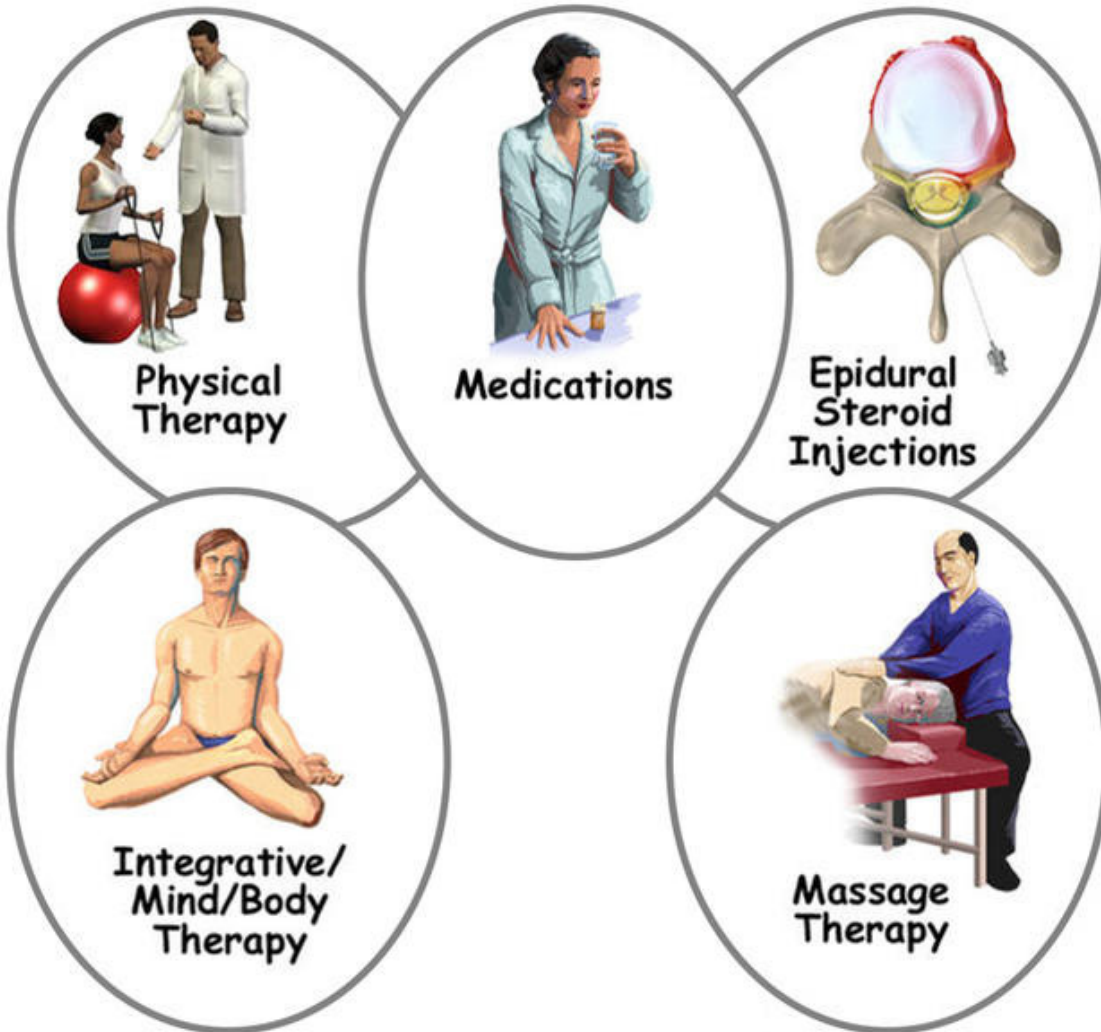 Physical
Therapy
Medications
Epidural
Steroid
Injections
Integrative/
Mind/Body
Therapy
Massage
Therapy